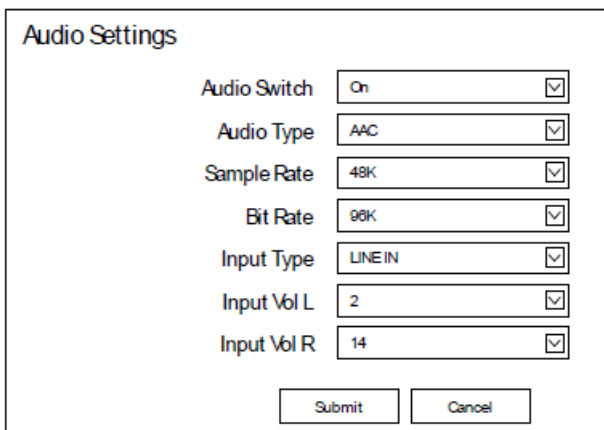 Audio Settings
Audio Switch On
Audio Type AAC
Sample Rate 48K
Bit Rate 96K
Input Type LINE IN
Input Vol L 2
Input Vol R 14
Submit Cancel